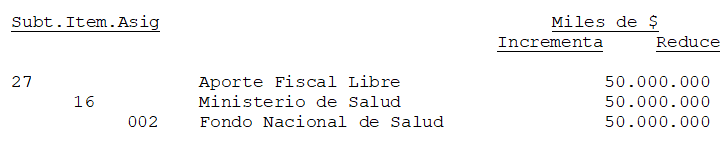 Subt.Item.Asig Miles de $
Incrementa Reduce
27 Aporte Fiscal Libre 50.000.000
16 Ministerio de Salud 50.000.000
002 Fondo Nacional de Salud 50.000.000